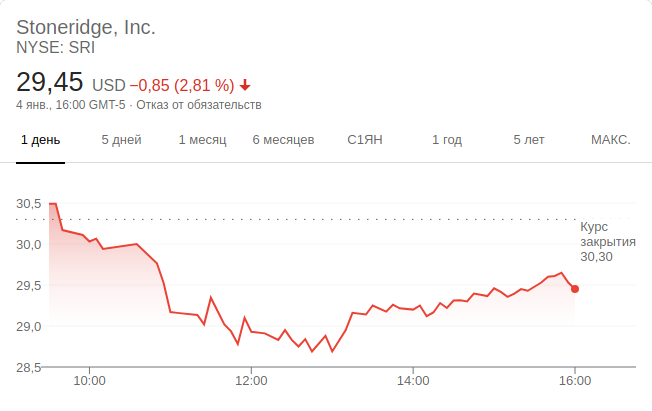 Stoneridge, Inc.
NYSE: SRI
29,45 USD −0,85 (2,81 %)
4 янв., 16:00 GMT-5 · Отказ от обязательств
1 день 5 дней 1 месяц 6 месяцев С1ЯН 1 год 5 лет МАКС.
30,5
Курс
закрытия
30,30
30,0
29,5
29,0
28,5
10:00 12:00 14:00 16:00